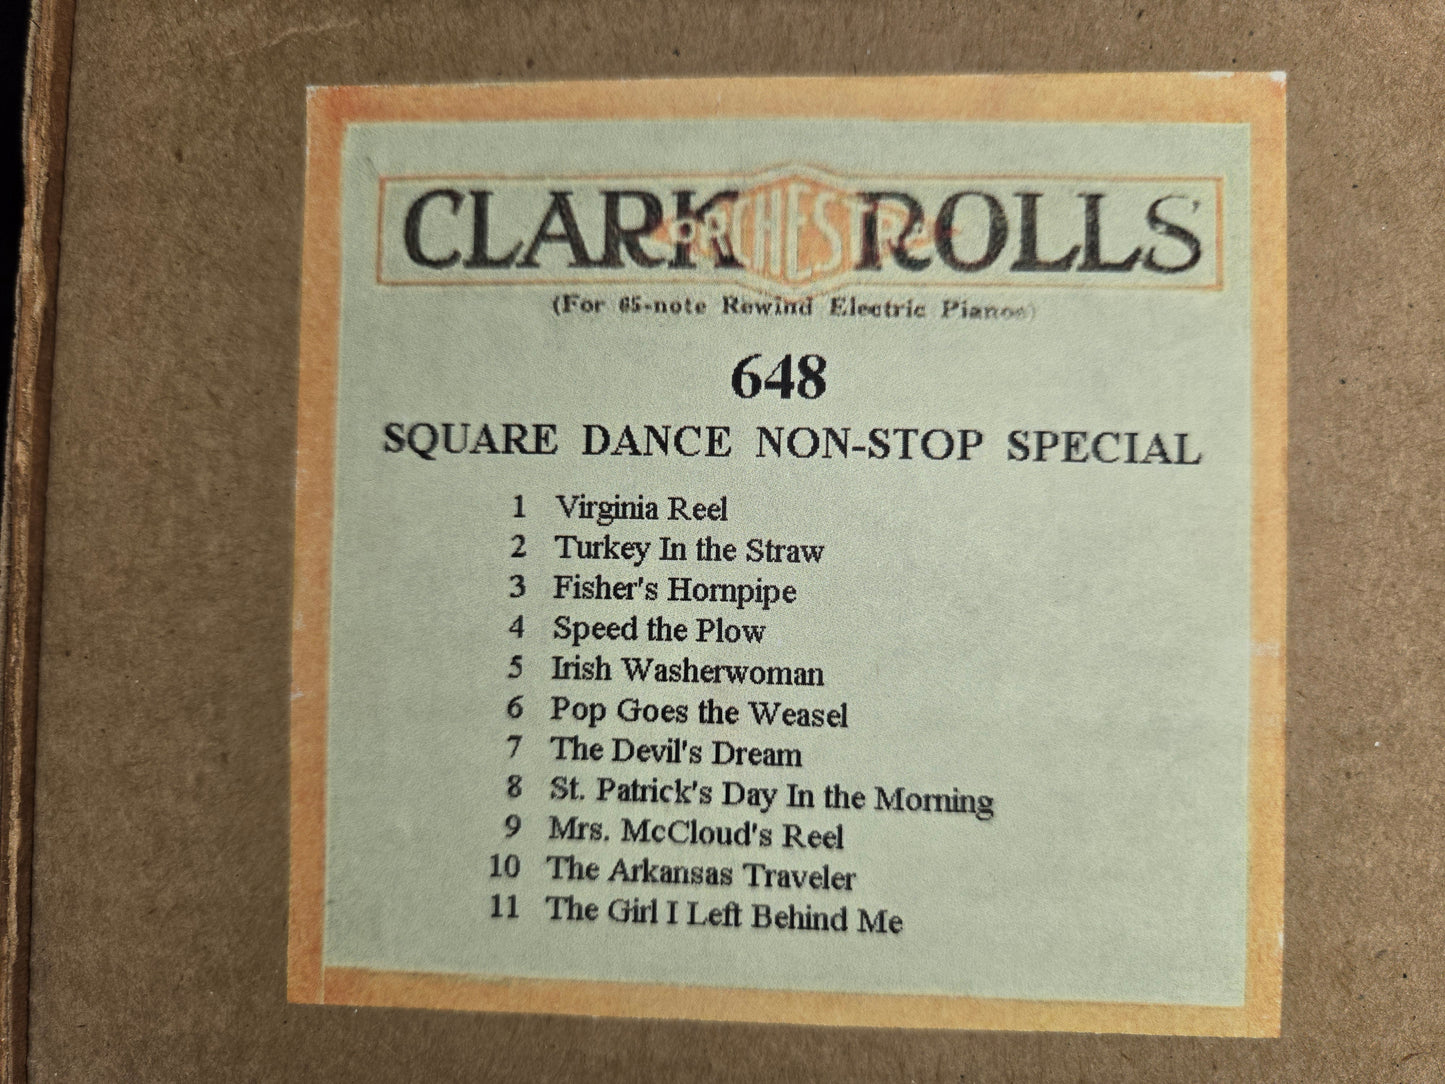 CLARK ORCHESTRA ROLLS
(For 65-note Rewind Electric Pianos)
648
SQUARE DANCE NON-STOP SPECIAL
1 Virginia Reel
2 Turkey In the Straw
3 Fisher's Hornpipe
4 Speed the Plow
5 Irish Washerwoman
6 Pop Goes the Weasel
7 The Devil's Dream
8 St. Patrick's Day In the Morning
9 Mrs. McCloud's Reel
10 The Arkansas Traveler
11 The Girl I Left Behind Me